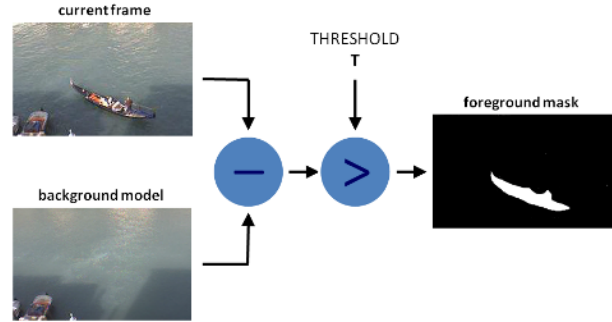 current frame
THRESHOLD
T
foreground mask
−
>
background model